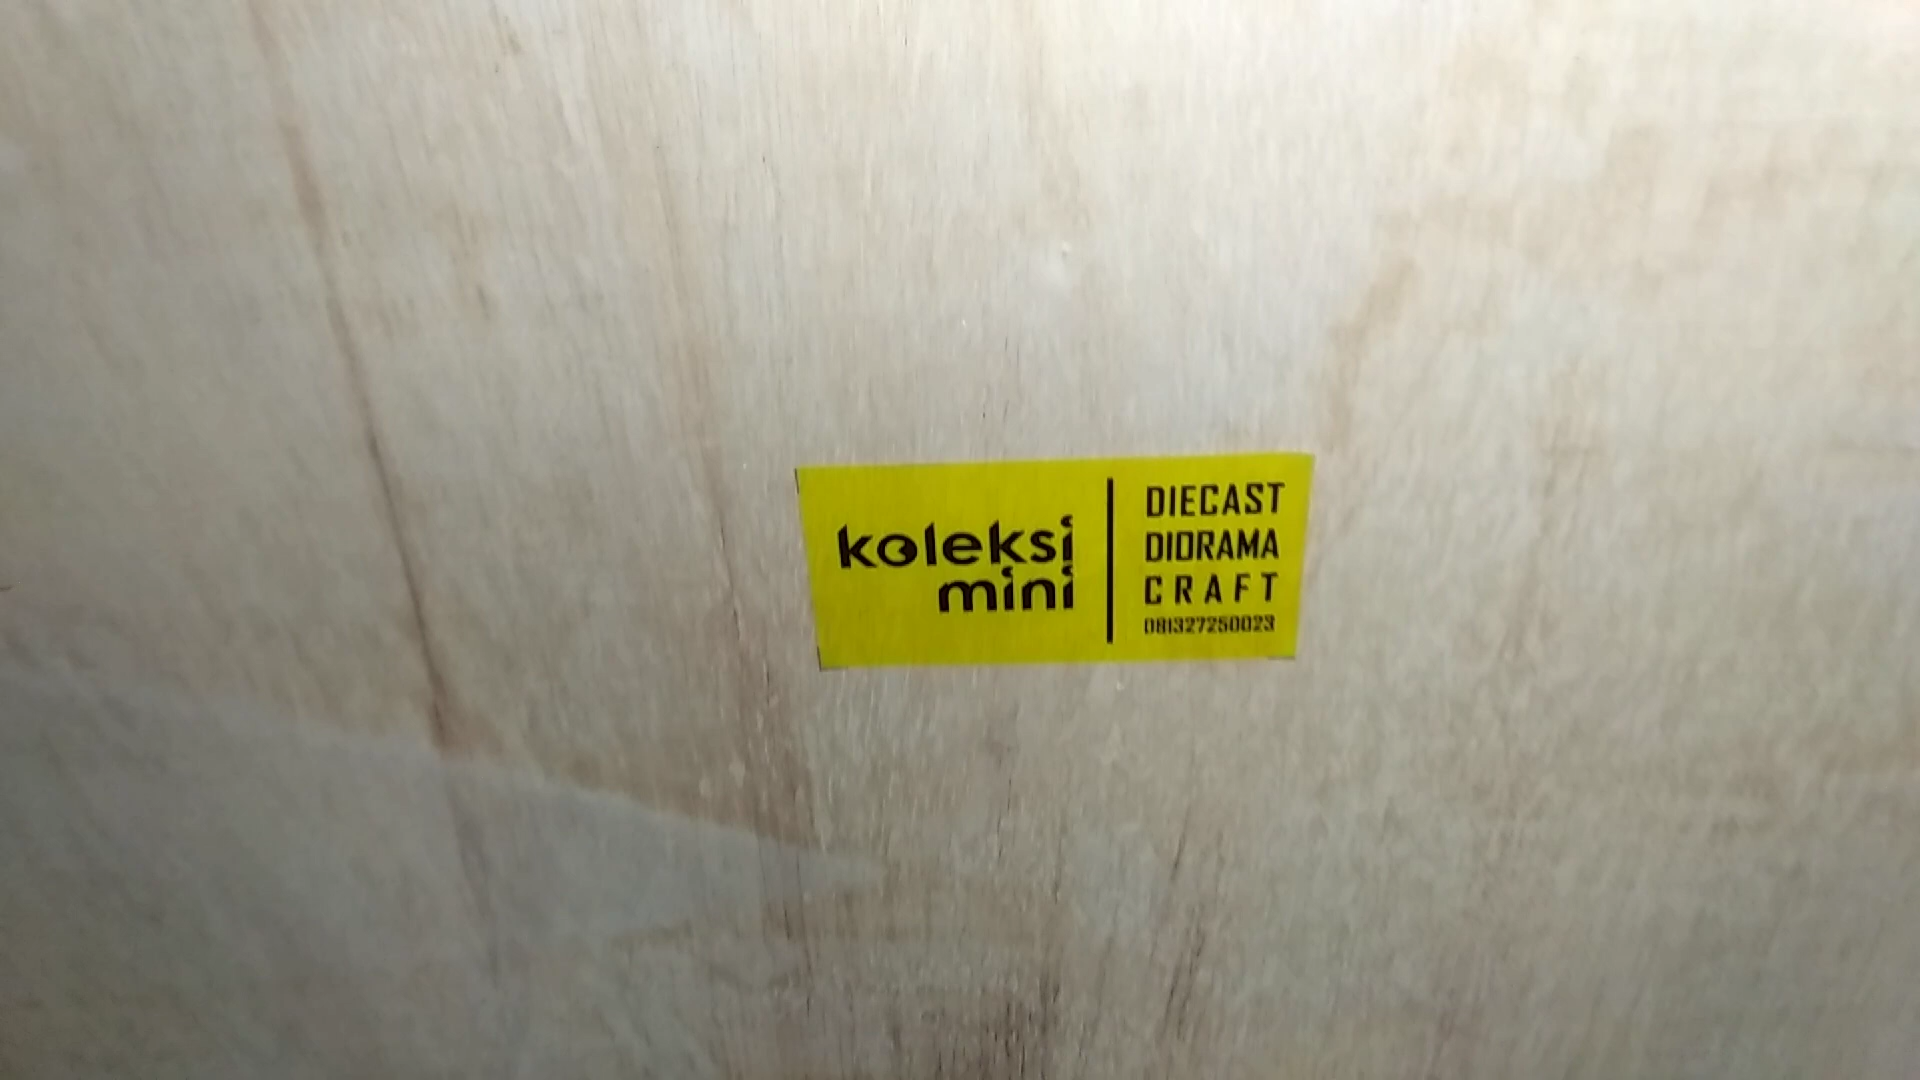 koleksi
mini
DIECAST
DIORAMA
CRAFT
081327250023